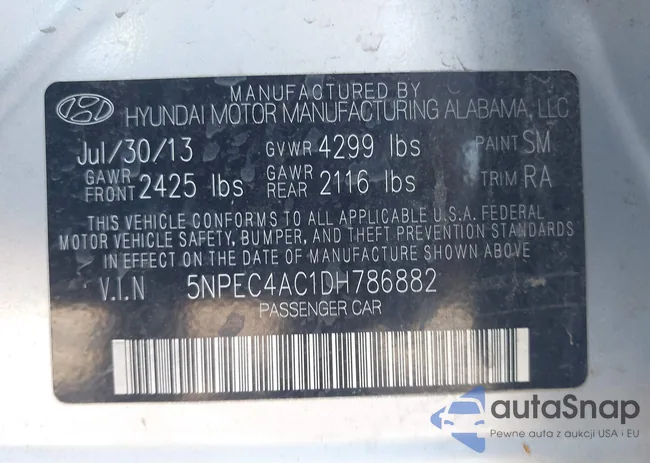 MANUFACTURED BY
HYUNDAI MOTOR MANUFACTURING ALABAMA, LLC
Jul/30/13 GVWR 4299 lbs PAINT SM
GAWR FRONT 2425 lbs GAWR REAR 2116 lbs TRIM RA
THIS VEHICLE CONFORMS TO ALL APPLICABLE U.S.A. FEDERAL
MOTOR VEHICLE SAFETY, BUMPER, AND THEFT PREVENTION STANDARDS
IN EFFECT ON THE DATE OF MANUFACTURE SHOWN ABOVE.
V.I.N 5NPEC4AC1DH786882
PASSENGER CAR
autaSnap
Pewne auta z aukcji USA i EU